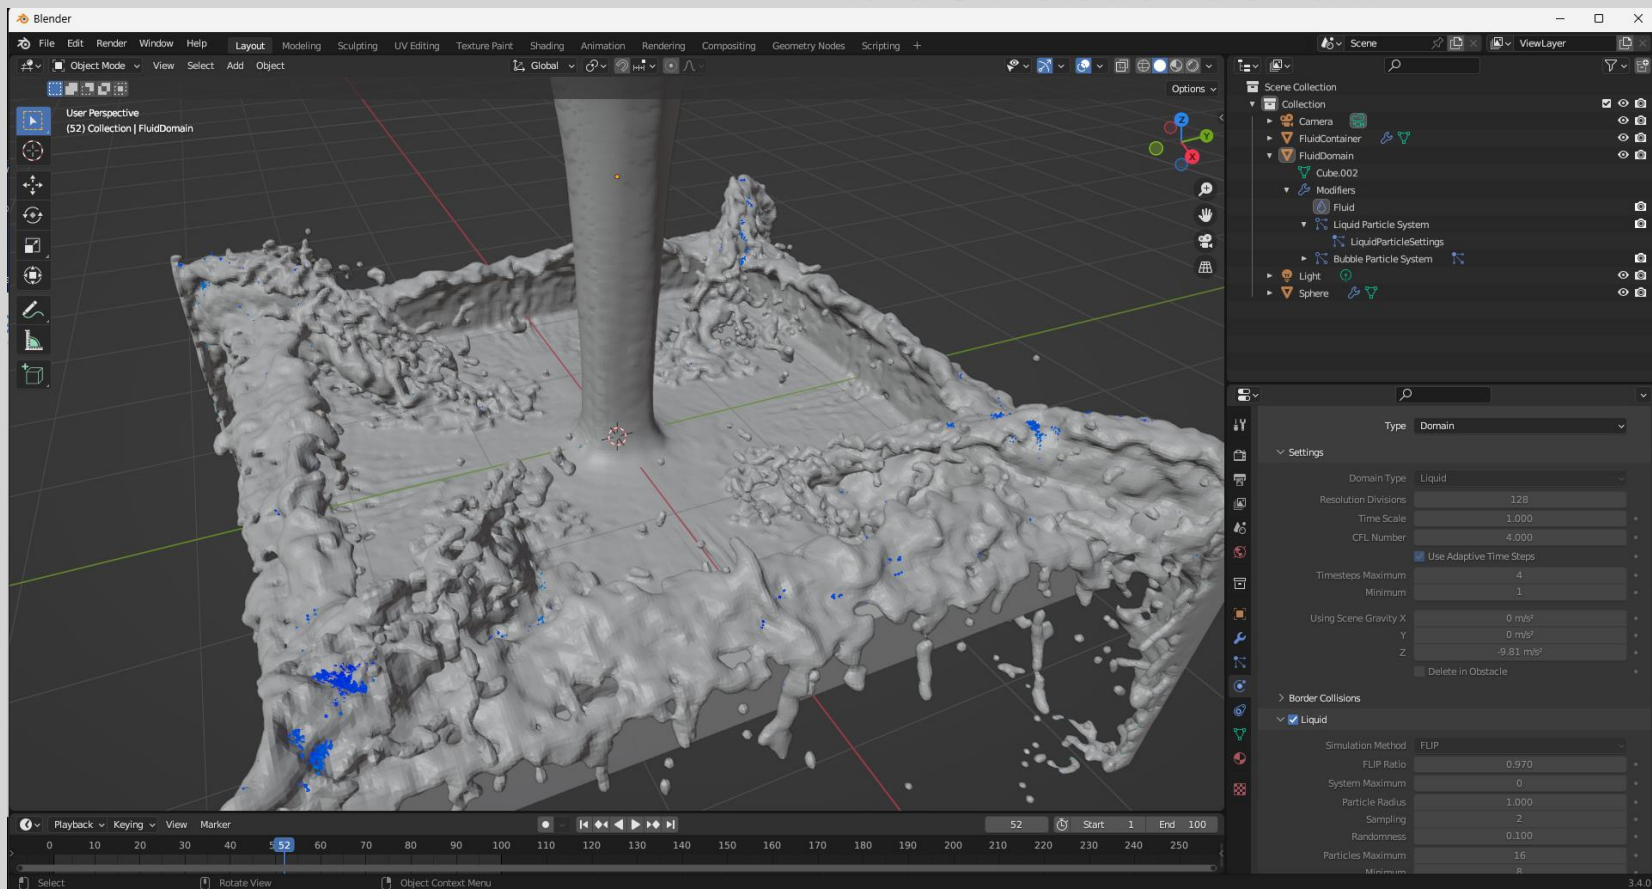 Blender
File Edit Render Window Help Layout Modeling Sculpting UV Editing Texture Paint Shading Animation Rendering Compositing Geometry Nodes Scripting + Scene ViewLayer
Object Mode View Select Add Object Global
Options
User Perspective
(52) Collection | FluidDomain
Z
Y
X
Scene Collection
Collection
Camera
FluidContainer
FluidDomain
Cube.002
Modifiers
Fluid
Liquid Particle System
LiquidParticleSettings
Bubble Particle System
Light
Sphere
Type Domain
Settings
Domain Type Liquid
Resolution Divisions 128
Time Scale 1.000
CFL Number 4.000
Use Adaptive Time Steps
Timesteps Maximum 4
Minimum 1
Using Scene Gravity X 0 m/s²
Y 0 m/s²
Z -9.81 m/s²
Delete in Obstacle
Border Collisions
Liquid
Simulation Method FLIP
FLIP Ratio 0.970
System Maximum 0
Particle Radius 1.000
Sampling 2
Randomness 0.100
Particles Maximum 16
Minimum 8
Playback Keying View Marker 52 Start 1 End 100
0 10 20 30 40 5 52 60 70 80 90 100 110 120 130 140 150 160 170 180 190 200 210 220 230 240 250
Select Rotate View Object Context Menu 3.4.0